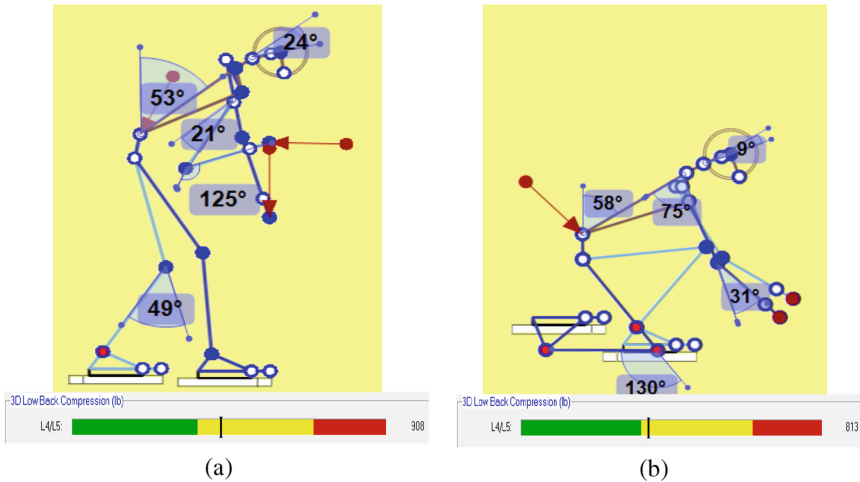 24°
53°
21°
125°
49°
3D Low Back Compression (lb)
L4/L5:
908
(a)
9°
58°
75°
31°
130°
3D Low Back Compression (lb)
L4/L5:
813
(b)